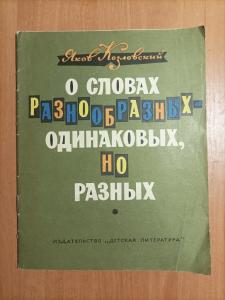 Яков Козловский
О СЛОВАХ
РАЗНООБРАЗНЫХ–
ОДИНАКОВЫХ,
НО
РАЗНЫХ
ИЗДАТЕЛЬСТВО „ДЕТСКАЯ ЛИТЕРАТУРА"